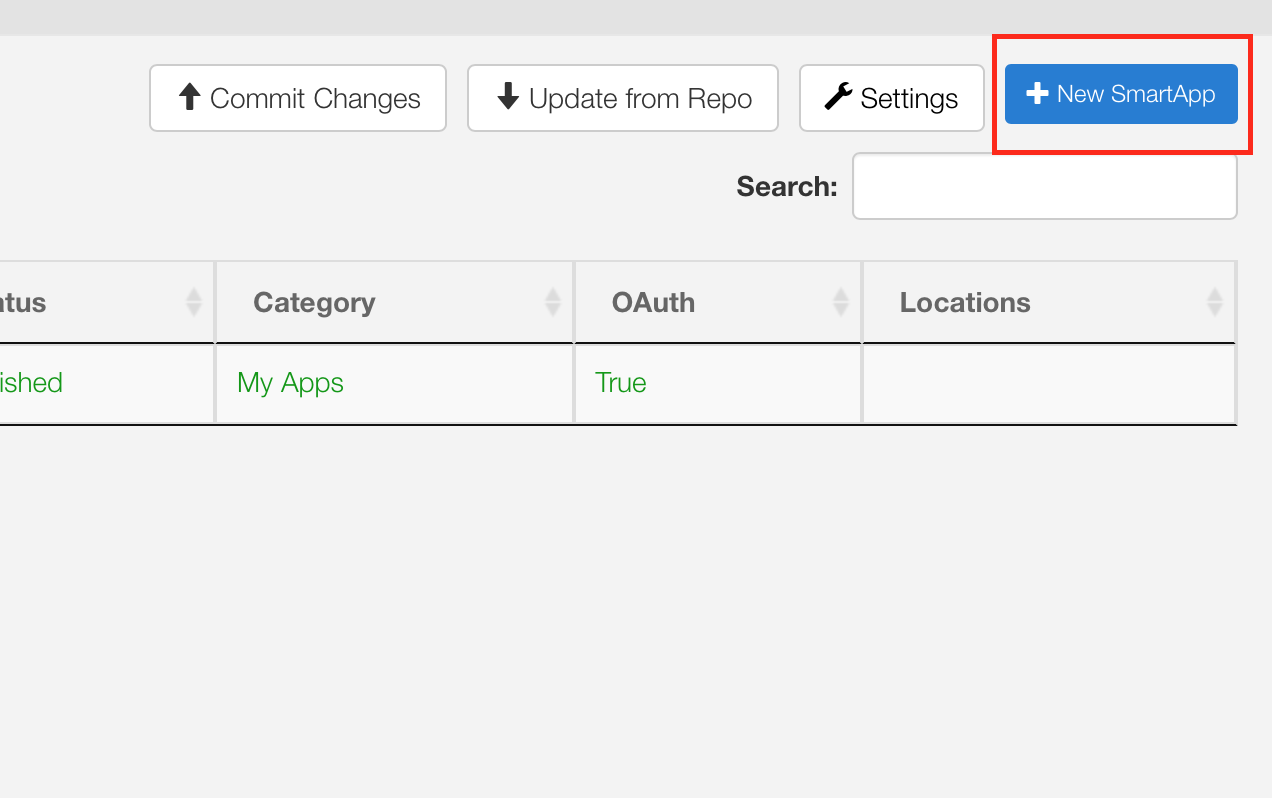 Commit Changes Update from Repo Settings New SmartApp
Search:
atus Category OAuth Locations
ished My Apps True